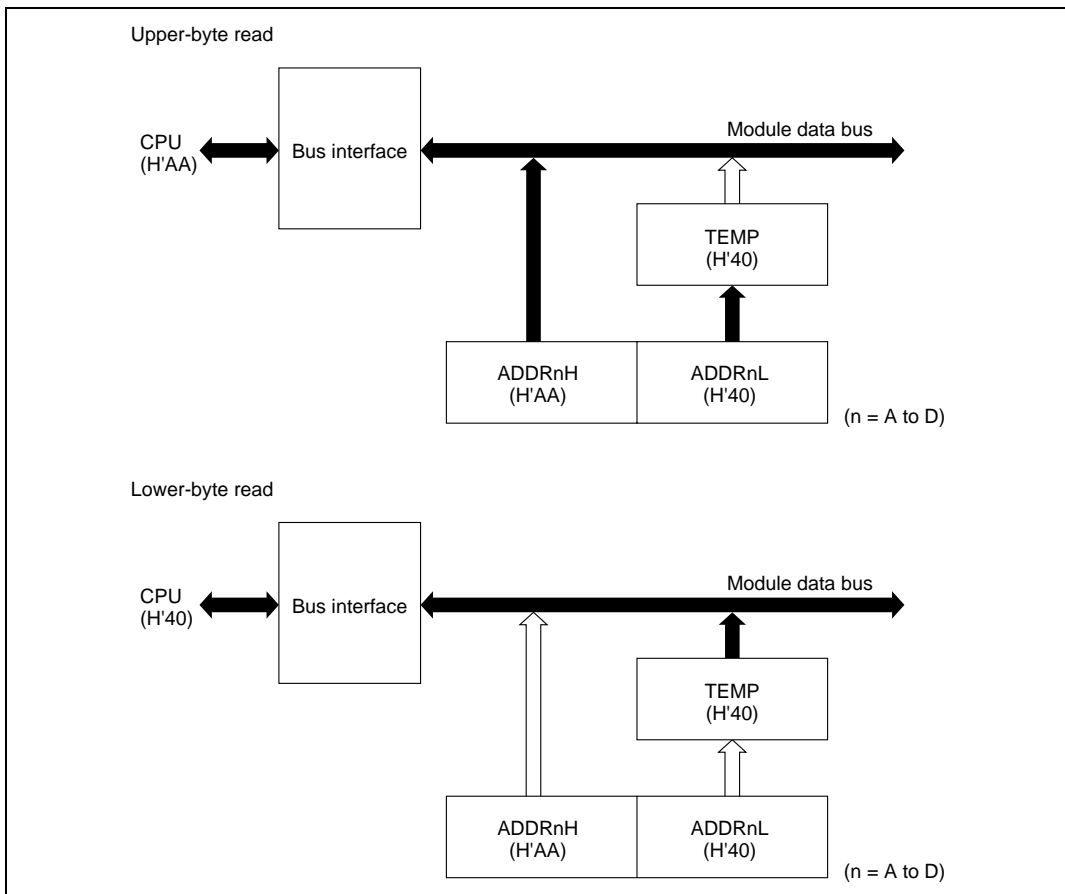 Upper-byte read
Module data bus
CPU
(H'AA)
Bus interface
TEMP
(H'40)
ADDRnH
(H'AA)
ADDRnL
(H'40)
(n = A to D)
Lower-byte read
Module data bus
CPU
(H'40)
Bus interface
TEMP
(H'40)
ADDRnH
(H'AA)
ADDRnL
(H'40)
(n = A to D)